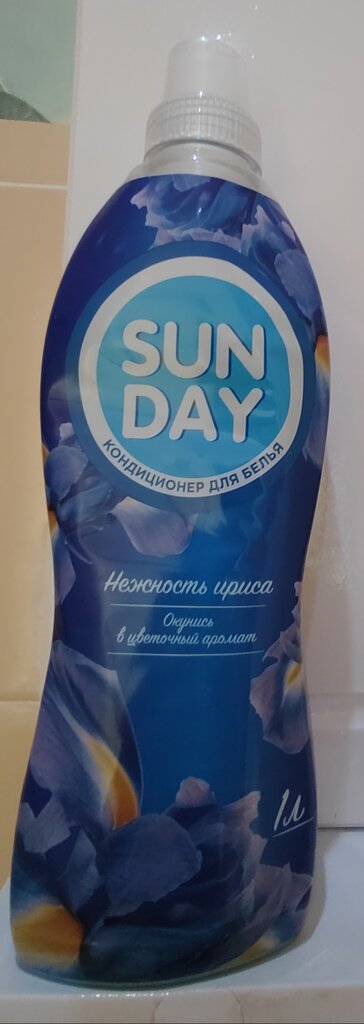 SUN
DAY
КОНДИЦИОНЕР ДЛЯ БЕЛЬЯ
Нежность ириса
Окунись
в цветочный аромат
1л